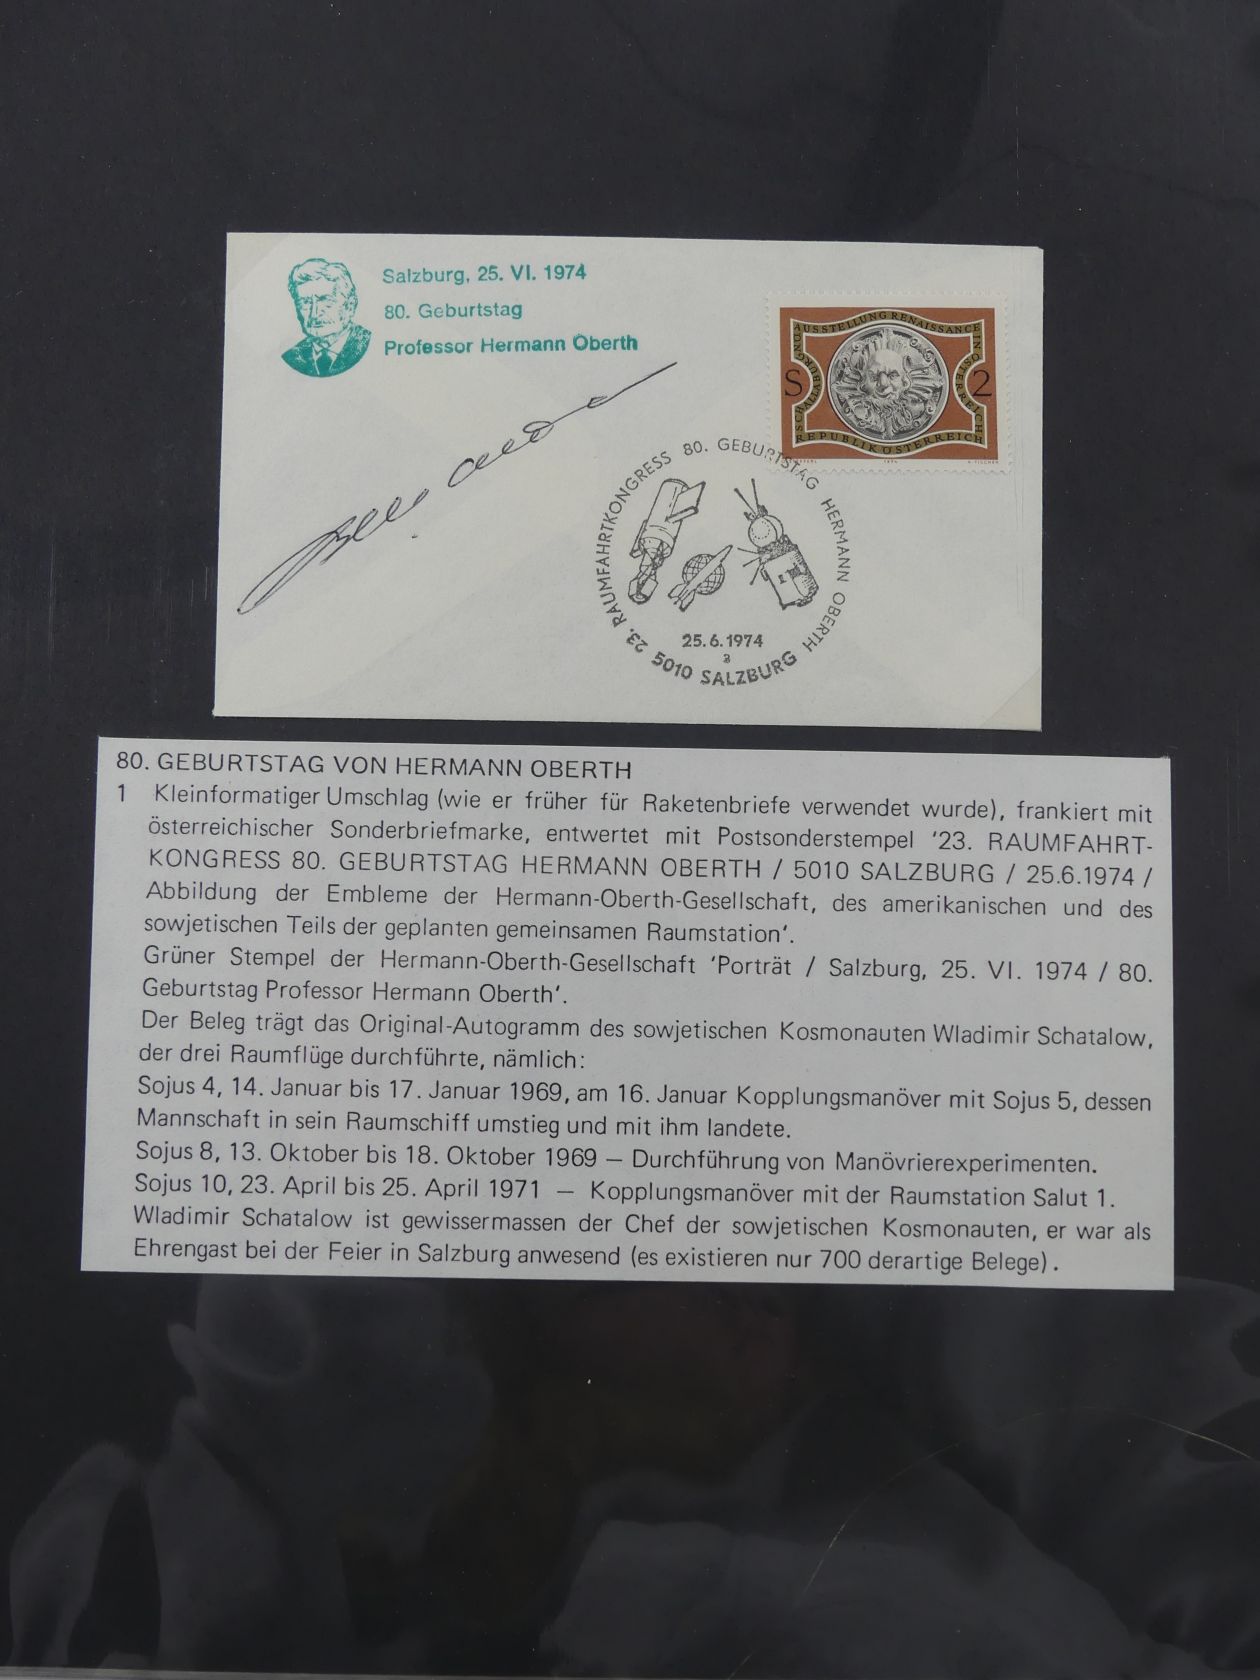 Salzburg, 25. VI. 1974
80. Geburtstag
Professor Hermann Oberth
AUSSTELLUNG RENAISSANCE IN ÖSTERREICH
SCHALLABURG
S 2
REPUBLIK ÖSTERREICH
1974
23. RAUMFAHRTKONGRESS 80. GEBURTSTAG HERMANN OBERTH
25.6.1974
a
5010 SALZBURG
80. GEBURTSTAG VON HERMANN OBERTH
1 Kleinformatiger Umschlag (wie er früher für Raketenbriefe verwendet wurde), frankiert mit
österreichischer Sonderbriefmarke, entwertet mit Postsonderstempel '23. RAUMFAHRT-
KONGRESS 80. GEBURTSTAG HERMANN OBERTH / 5010 SALZBURG / 25.6.1974 /
Abbildung der Embleme der Hermann-Oberth-Gesellschaft, des amerikanischen und des
sowjetischen Teils der geplanten gemeinsamen Raumstation'.
Grüner Stempel der Hermann-Oberth-Gesellschaft 'Porträt / Salzburg, 25. VI. 1974 / 80.
Geburtstag Professor Hermann Oberth'.
Der Beleg trägt das Original-Autogramm des sowjetischen Kosmonauten Wladimir Schatalow,
der drei Raumflüge durchführte, nämlich:
Sojus 4, 14. Januar bis 17. Januar 1969, am 16. Januar Kopplungsmanöver mit Sojus 5, dessen
Mannschaft in sein Raumschiff umstieg und mit ihm landete.
Sojus 8, 13. Oktober bis 18. Oktober 1969 – Durchführung von Manövrierexperimenten.
Sojus 10, 23. April bis 25. April 1971 – Kopplungsmanöver mit der Raumstation Salut 1.
Wladimir Schatalow ist gewissermassen der Chef der sowjetischen Kosmonauten, er war als
Ehrengast bei der Feier in Salzburg anwesend (es existieren nur 700 derartige Belege).